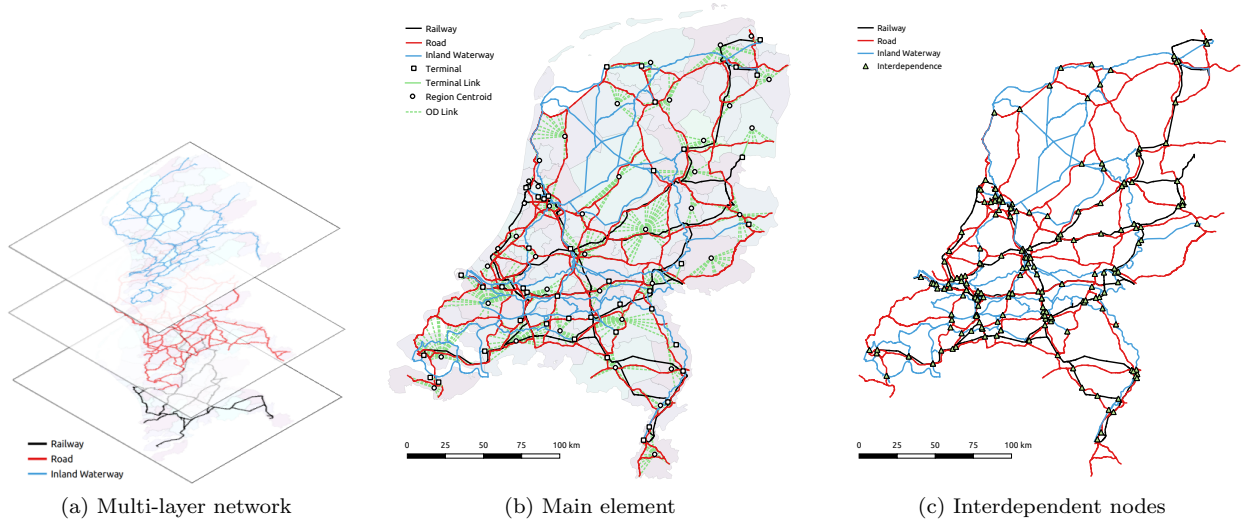 Railway
Road
Inland Waterway
(a) Multi-layer network
Railway
Road
Inland Waterway
Terminal
Terminal Link
Region Centroid
OD Link
0 25 50 75 100 km
(b) Main element
Railway
Road
Inland Waterway
Interdependence
0 25 50 75 100 km
(c) Interdependent nodes